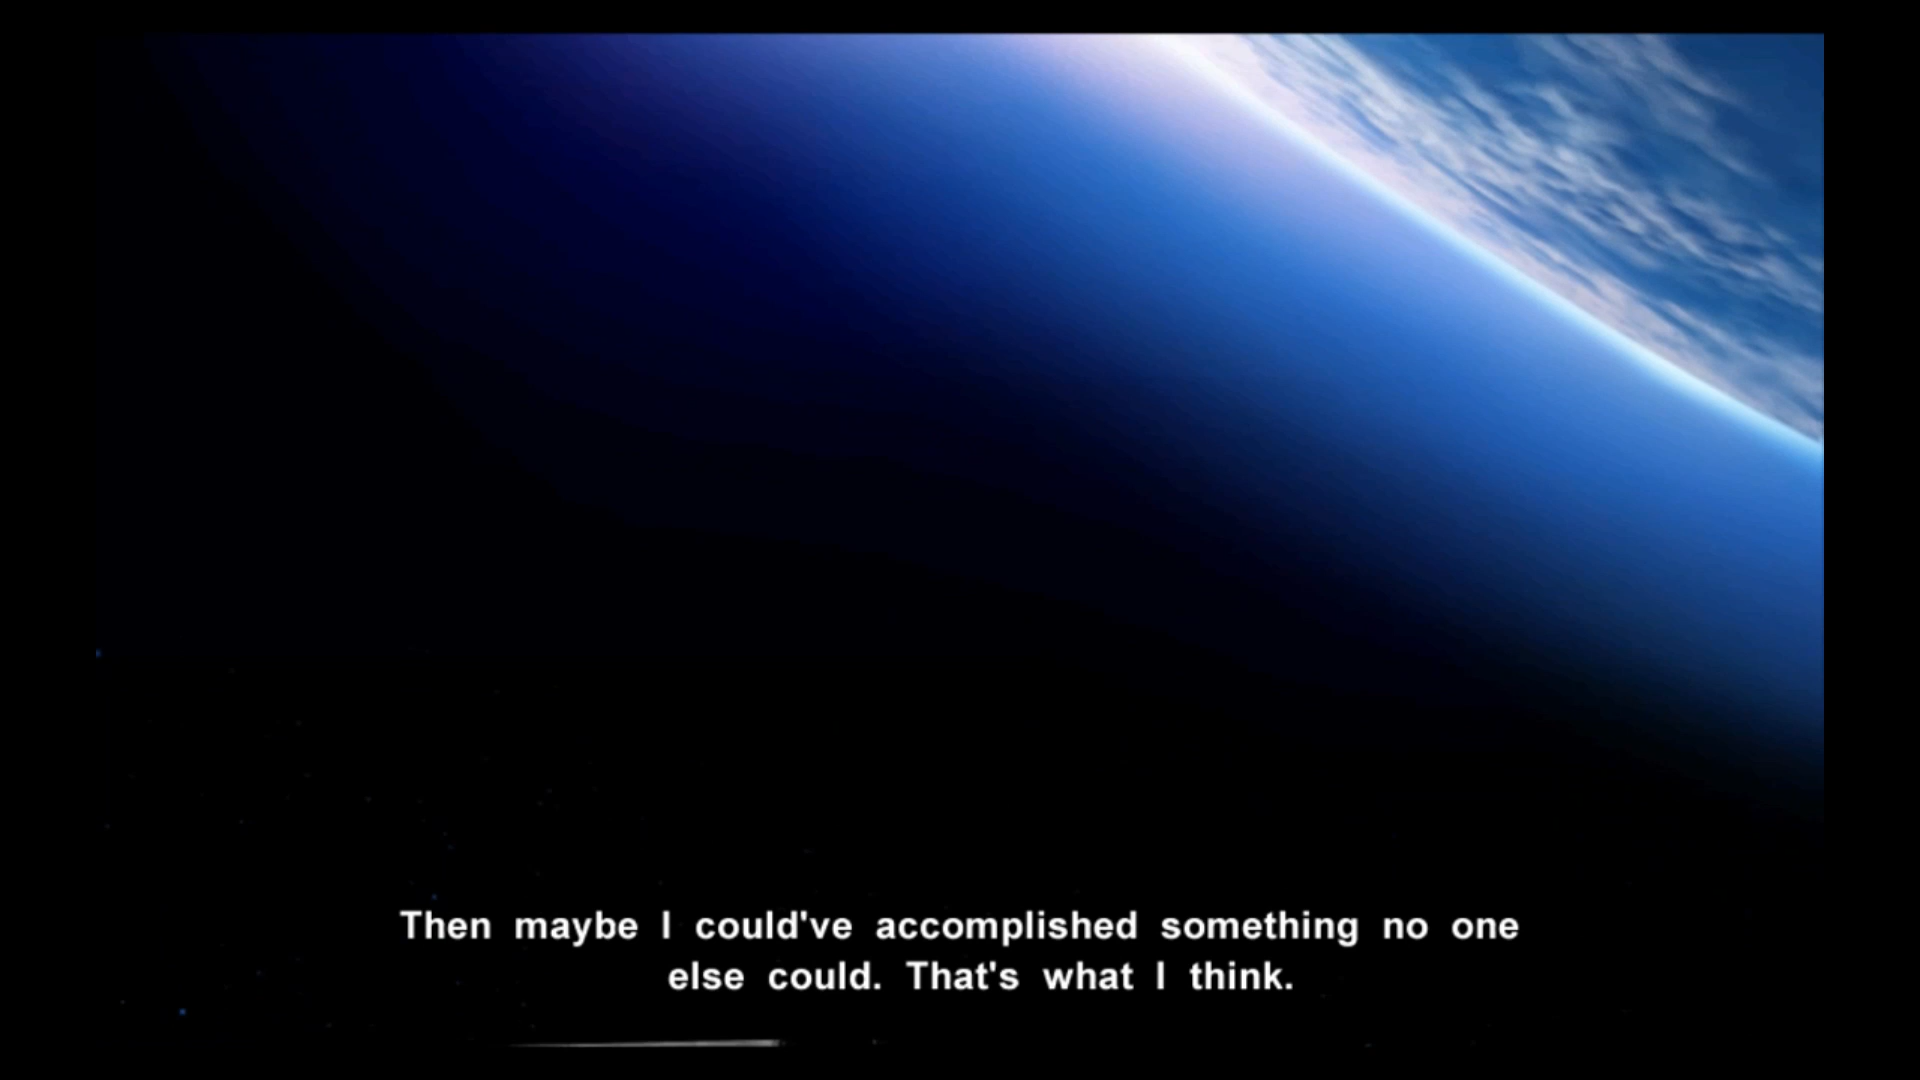 Then maybe I could've accomplished something no one
else could. That's what I think.